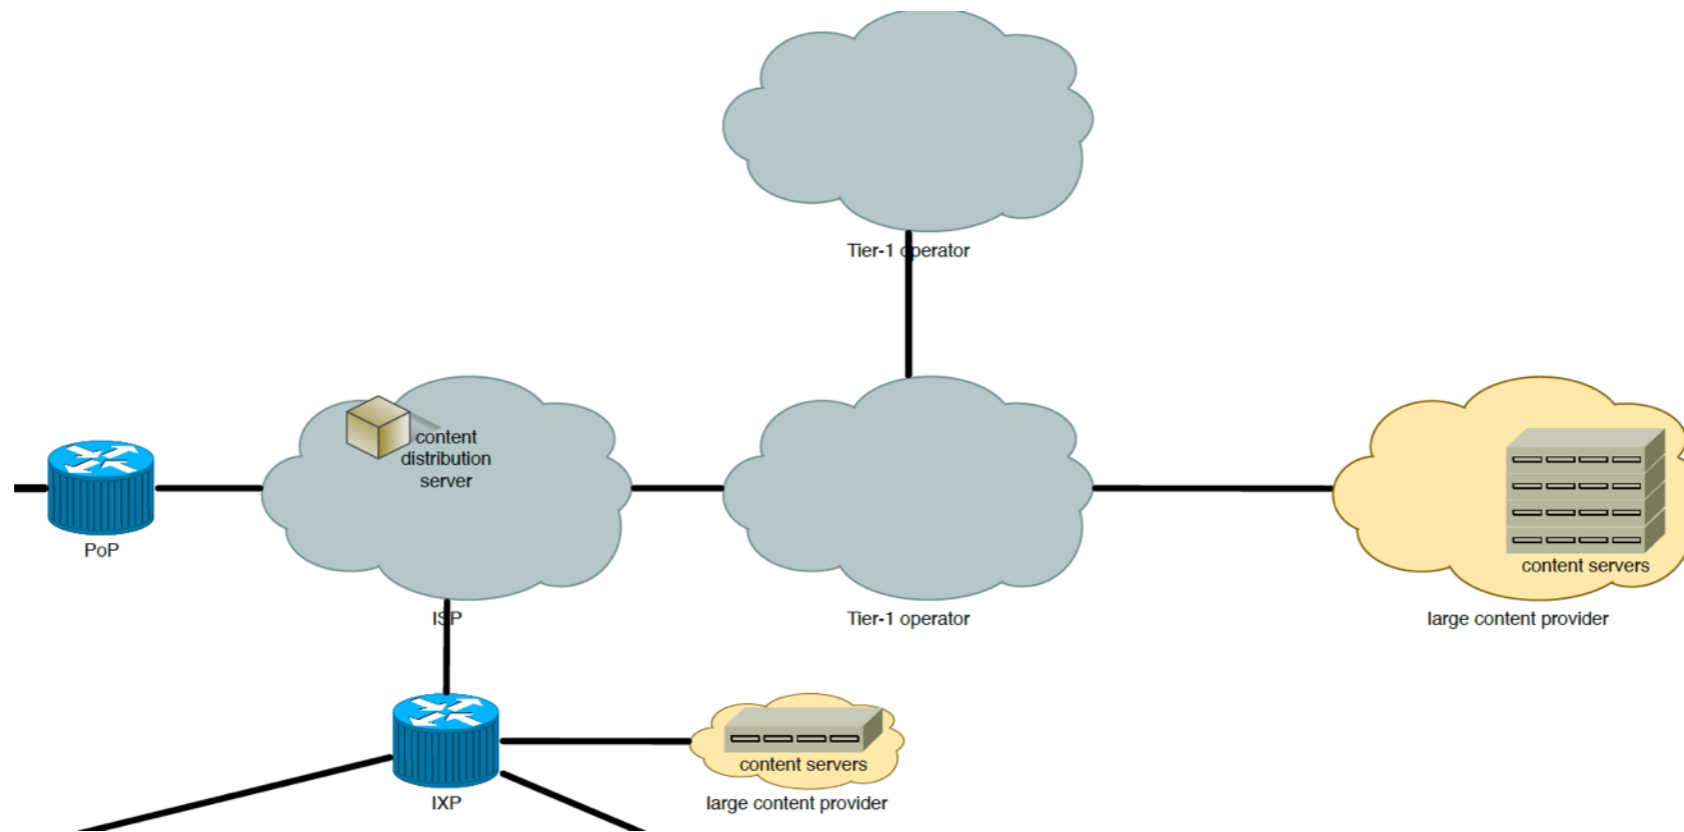 Tier-1 operator
content
distribution
server
PoP
content servers
ISP
Tier-1 operator
large content provider
content servers
IXP
large content provider